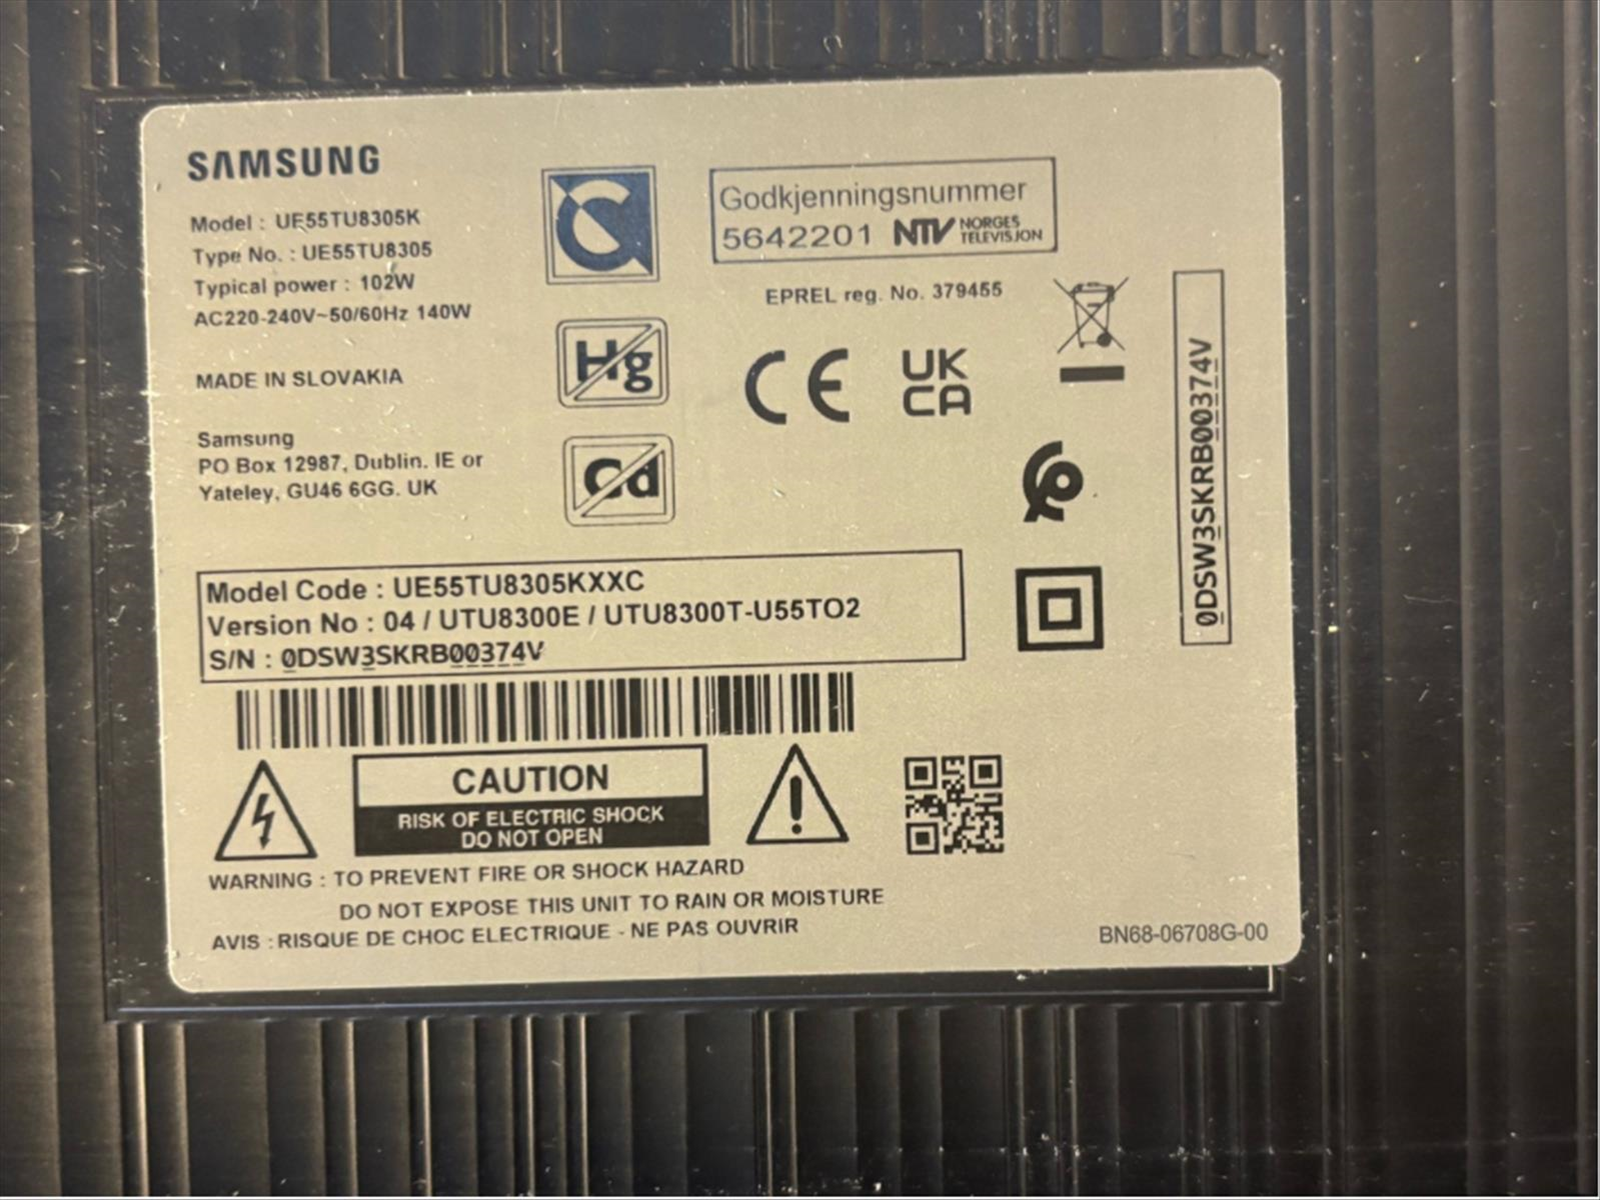 SAMSUNG
Model : UE55TU8305K
Type No. : UE55TU8305
Typical power : 102W
AC220-240V~50/60Hz 140W
MADE IN SLOVAKIA
Samsung
PO Box 12987, Dublin. IE or
Yateley, GU46 6GG. UK
Hg
Cd
Godkjenningsnummer
5642201 NTV NORGES
TELEVISJON
EPREL reg. No. 379455
CE
UK
CA
0DSW3SKRB00374V
Model Code : UE55TU8305KXXC
Version No : 04 / UTU8300E / UTU8300T-U55TO2
S/N : 0DSW3SKRB00374V
CAUTION
RISK OF ELECTRIC SHOCK
DO NOT OPEN
WARNING : TO PREVENT FIRE OR SHOCK HAZARD
DO NOT EXPOSE THIS UNIT TO RAIN OR MOISTURE
AVIS : RISQUE DE CHOC ELECTRIQUE - NE PAS OUVRIR
BN68-06708G-00